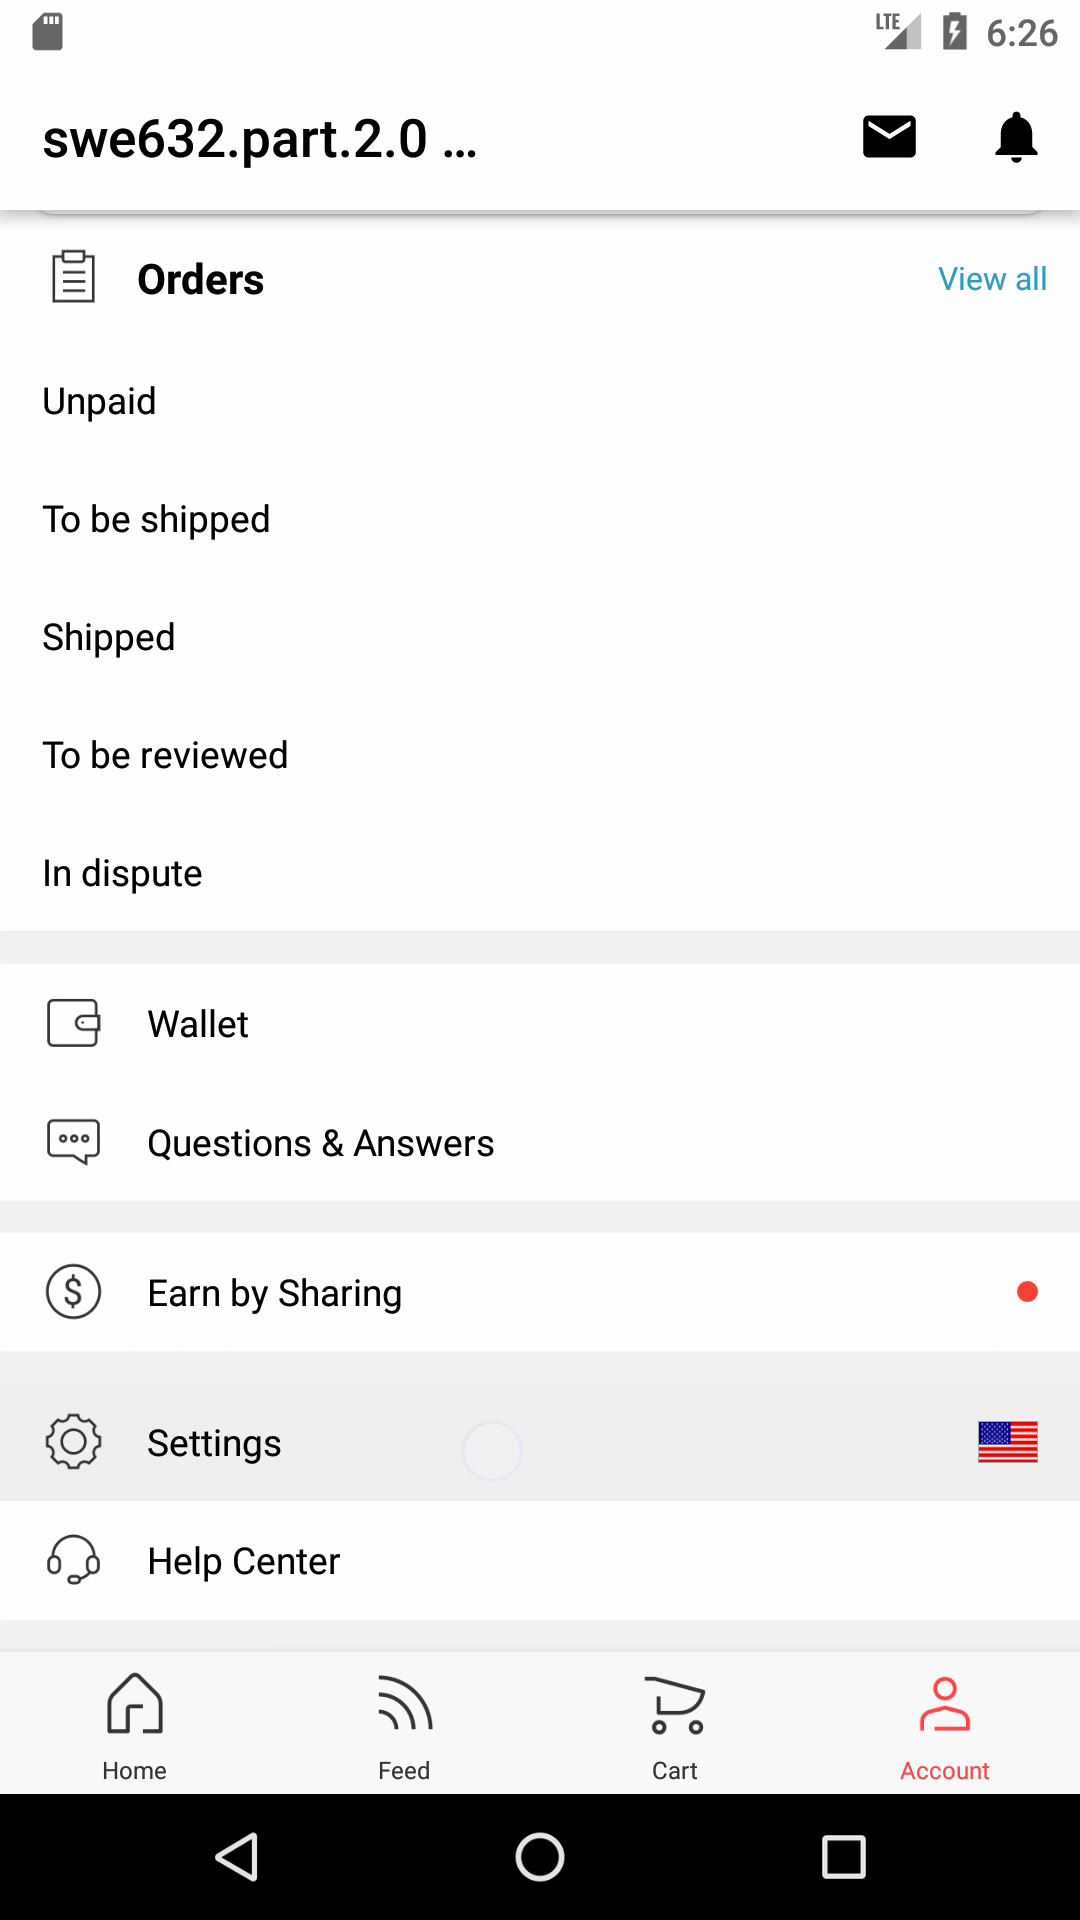 LTE 6:26
swe632.part.2.0 ...
Orders View all
Unpaid
To be shipped
Shipped
To be reviewed
In dispute
Wallet
Questions & Answers
$ Earn by Sharing
Settings
Help Center
Home Feed Cart Account